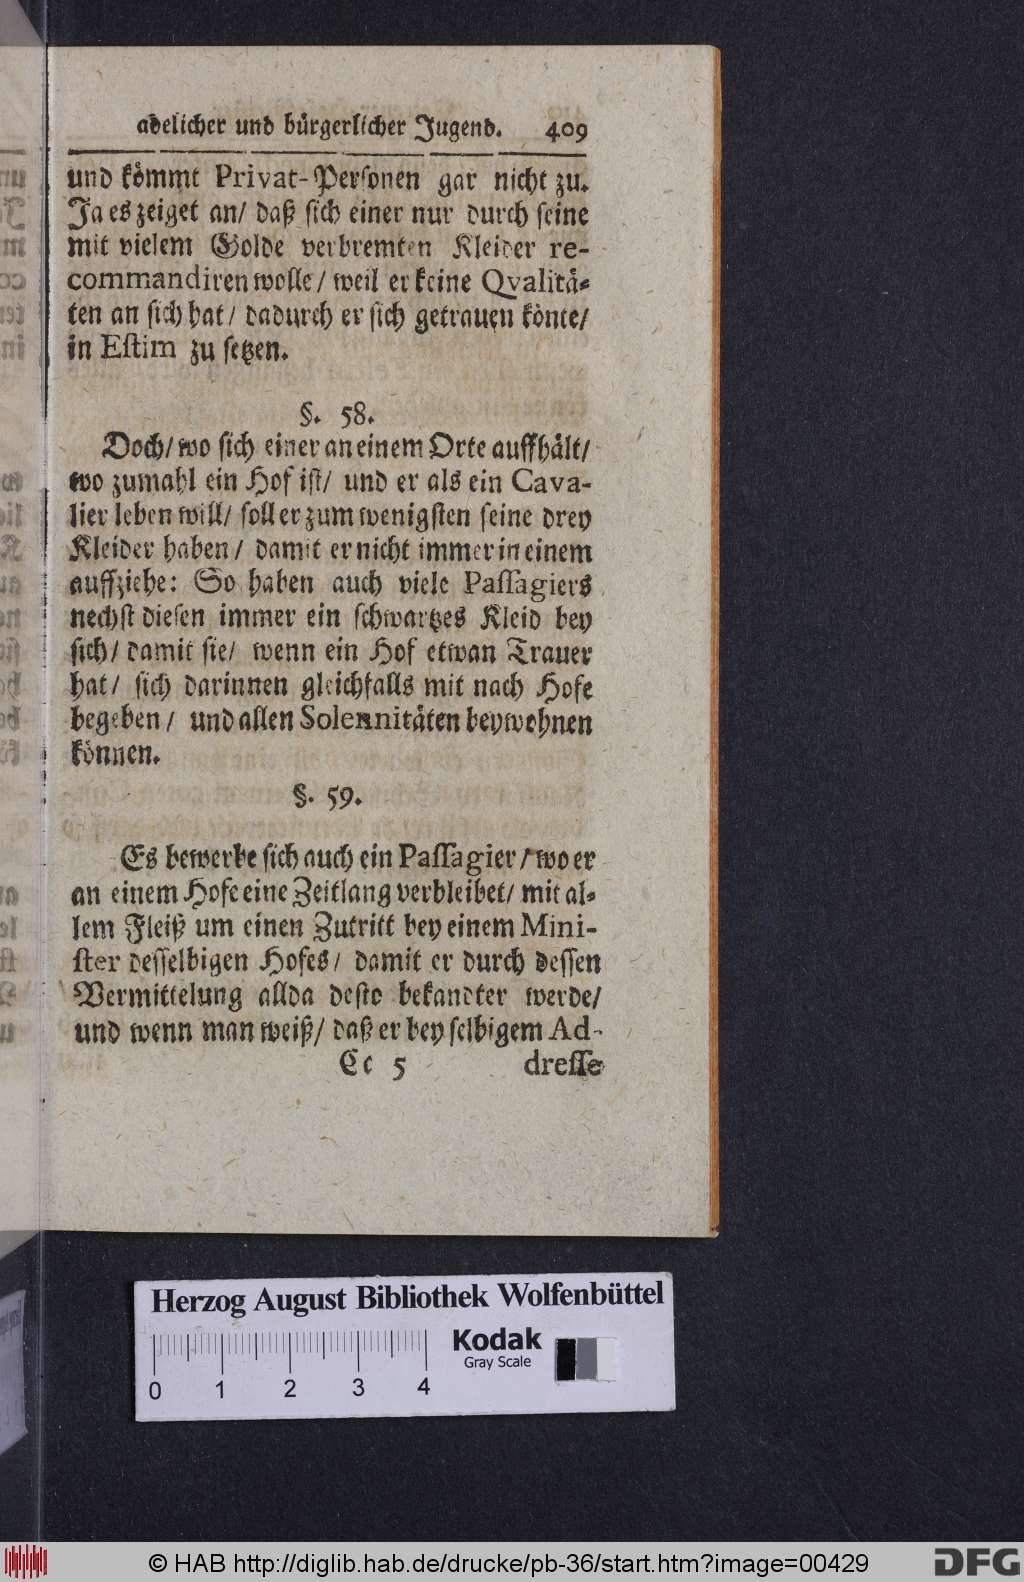 adelicher und bürgerlicher Jugend. 409
und kömmt Privat-Personen gar nicht zu.
Ja es zeiget an/ daß sich einer nur durch seine
mit vielem Golde verbremten Kleider re-
commandiren wolle/ weil er keine Qvalitä-
ten an sich hat/ dadurch er sich getrauen könte/
in Estim zu setzen.
§. 58.
Doch/ wo sich einer an einem Orte auffhält/
wo zumahl ein Hof ist/ und er als ein Cava-
lier leben will/ soll er zum wenigsten seine drey
Kleider haben/ damit er nicht immer in einem
auffziehe: So haben auch viele Passagiers
nechst diesen immer ein schwartzes Kleid bey
sich/ damit sie/ wenn ein Hof etwan Trauer
hat/ sich darinnen gleichfalls mit nach Hofe
begeben/ und allen Solennitäten beywohnen
können.
§. 59.
Es bewerbe sich auch ein Passagier/ wo er
an einem Hofe eine Zeitlang verbleibet/ mit al-
lem Fleiß um einen Zutritt bey einem Mini-
ster desselbigen Hofes/ damit er durch dessen
Vermittelung allda desto bekandter werde/
und wenn man weiß/ daß er bey selbigem Ad-
Cc 5 dresse
Herzog August Bibliothek Wolfenbüttel
Kodak
Gray Scale
0 1 2 3 4
© HAB http://diglib.hab.de/drucke/pb-36/start.htm?image=00429
DFG